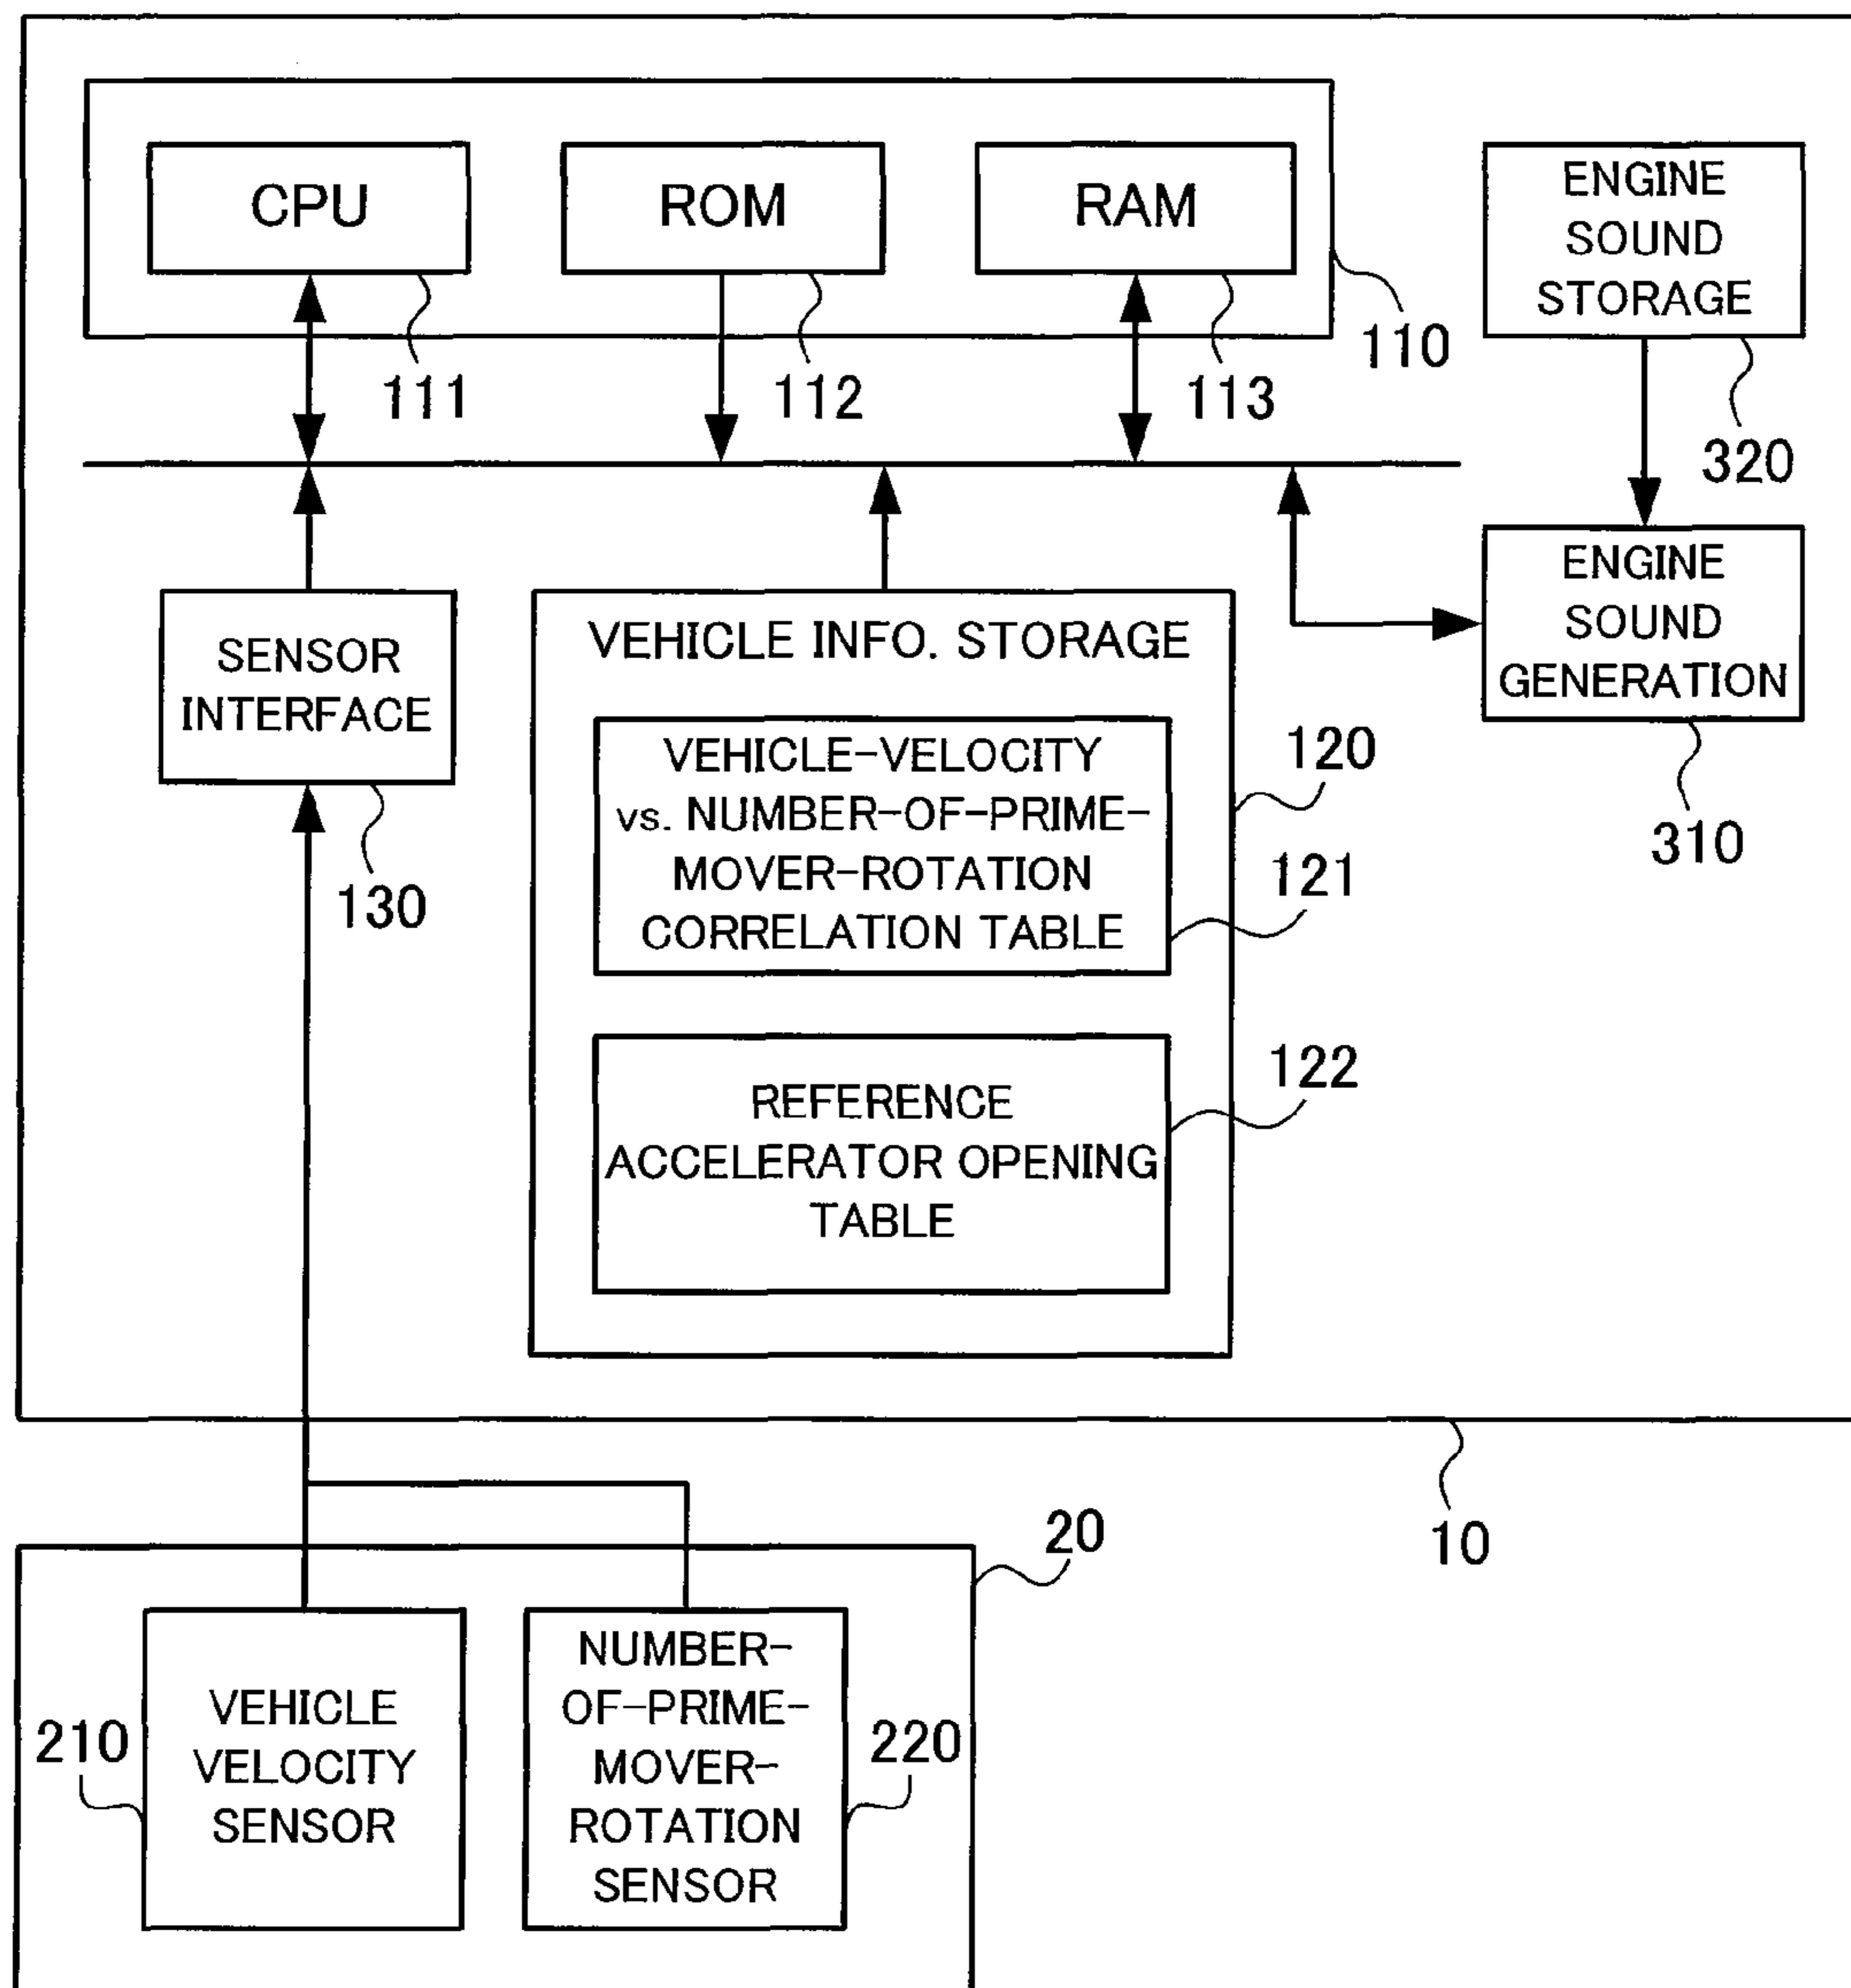 CPU
ROM
RAM
ENGINE
SOUND
STORAGE
111
112
113
110
320
SENSOR
INTERFACE
130
VEHICLE INFO. STORAGE
VEHICLE-VELOCITY
vs. NUMBER-OF-PRIME-
MOVER-ROTATION
CORRELATION TABLE
120
121
REFERENCE
ACCELERATOR OPENING
TABLE
122
ENGINE
SOUND
GENERATION
310
10
20
VEHICLE
VELOCITY
SENSOR
210
NUMBER-
OF-PRIME-
MOVER-
ROTATION
SENSOR
220